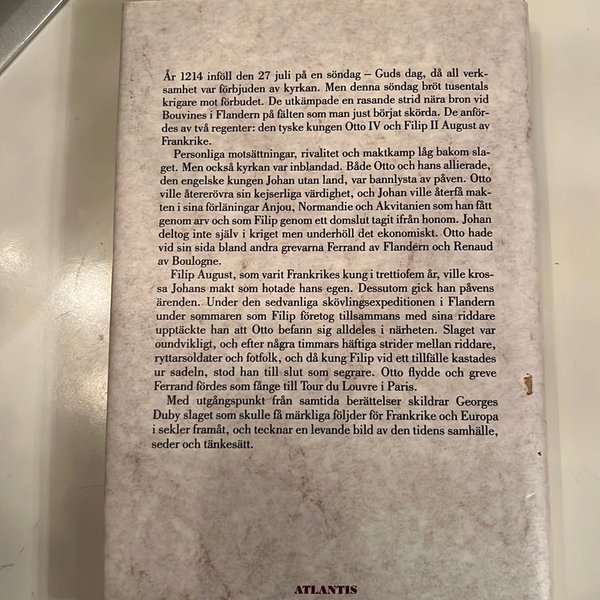 År 1214 inföll den 27 juli på en söndag – Guds dag, då all verk-
samhet var förbjuden av kyrkan. Men denna söndag bröt tusentals
krigare mot förbudet. De utkämpade en rasande strid nära bron vid
Bouvines i Flandern på fälten som man just börjat skörda. De anför-
des av två regenter: den tyske kungen Otto IV och Filip II August av
Frankrike.
Personliga motsättningar, rivalitet och maktkamp låg bakom sla-
get. Men också kyrkan var inblandad. Både Otto och hans allierade,
den engelske kungen Johan utan land, var bannlysta av påven. Otto
ville återerövra sin kejserliga värdighet, och Johan ville återfå mak-
ten i sina förläningar Anjou, Normandie och Akvitanien som han fått
genom arv och som Filip genom ett domslut tagit ifrån honom. Johan
deltog inte själv i kriget men underhöll det ekonomiskt. Otto hade
vid sin sida bland andra grevarna Ferrand av Flandern och Renaud
av Boulogne.
Filip August, som varit Frankrikes kung i trettiofem år, ville kros-
sa Johans makt som hotade hans egen. Dessutom gick han påvens
ärenden. Under den sedvanliga skövlingsexpeditionen i Flandern
under sommaren som Filip företog tillsammans med sina riddare
upptäckte han att Otto befann sig alldeles i närheten. Slaget var
oundvikligt, och efter några timmars häftiga strider mellan riddare,
ryttarsoldater och fotfolk, och då kung Filip vid ett tillfälle kastades
ur sadeln, stod han till slut som segrare. Otto flydde och greve
Ferrand fördes som fånge till Tour du Louvre i Paris.
Med utgångspunkt från samtida berättelser skildrar Georges
Duby slaget som skulle få märkliga följder för Frankrike och Europa
i sekler framåt, och tecknar en levande bild av den tidens samhälle,
seder och tänkesätt.
ATLANTIS